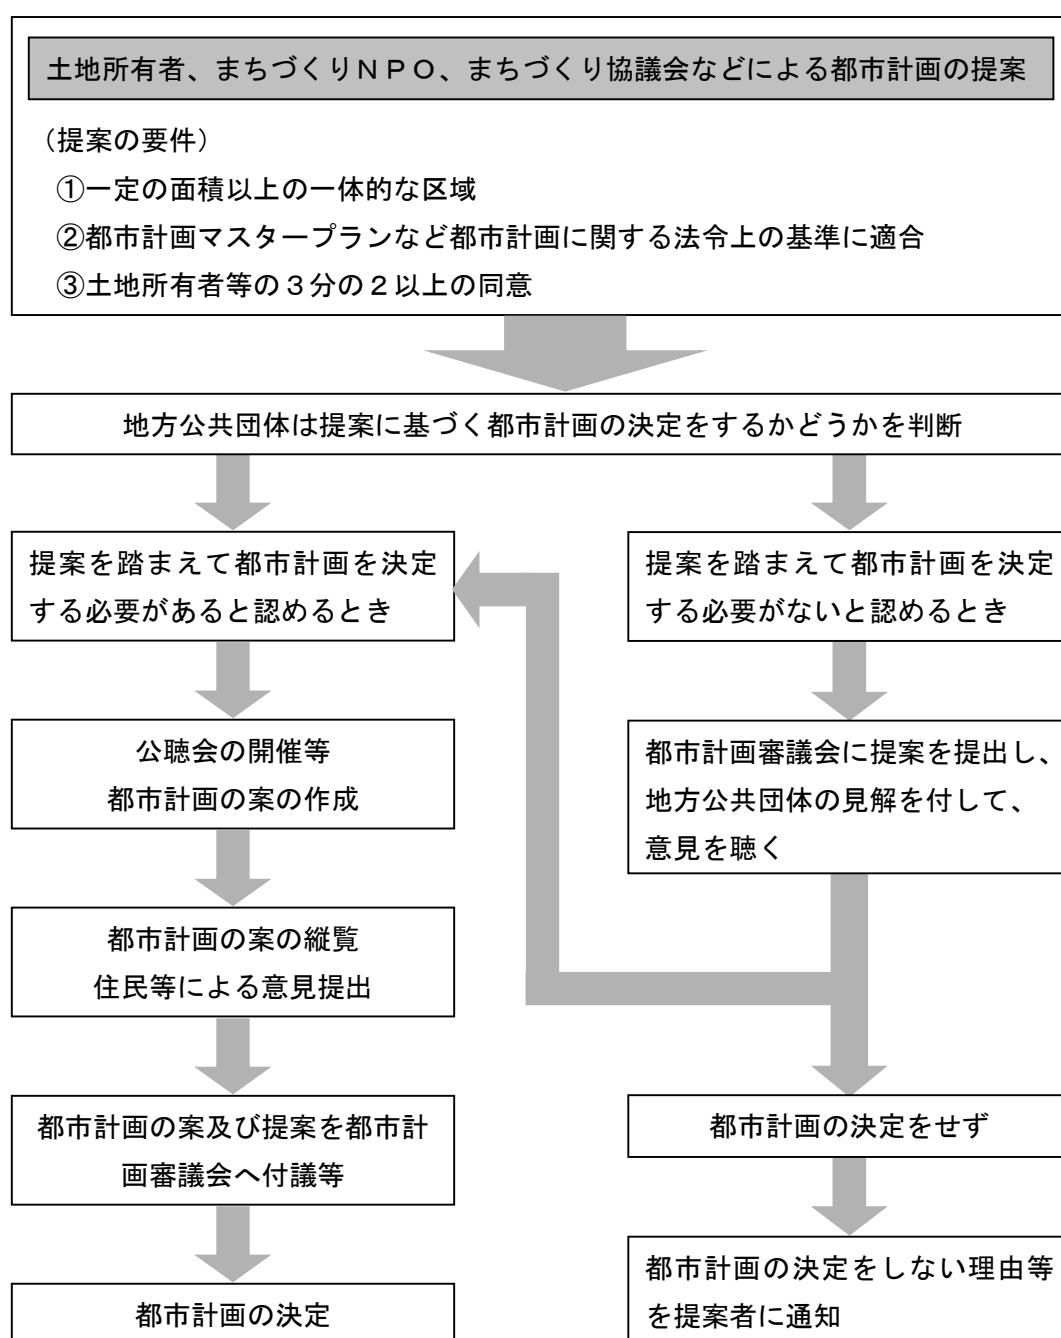 土地所有者、まちづくりＮＰＯ、まちづくり協議会などによる都市計画の提案
（提案の要件）
①一定の面積以上の一体的な区域
②都市計画マスタープランなど都市計画に関する法令上の基準に適合
③土地所有者等の３分の２以上の同意
地方公共団体は提案に基づく都市計画の決定をするかどうかを判断
提案を踏まえて都市計画を決定
する必要があると認めるとき
公聴会の開催等
都市計画の案の作成
都市計画の案の縦覧
住民等による意見提出
都市計画の案及び提案を都市計
画審議会へ付議等
都市計画の決定
提案を踏まえて都市計画を決定
する必要がないと認めるとき
都市計画審議会に提案を提出し、
地方公共団体の見解を付して、
意見を聴く
都市計画の決定をせず
都市計画の決定をしない理由等
を提案者に通知